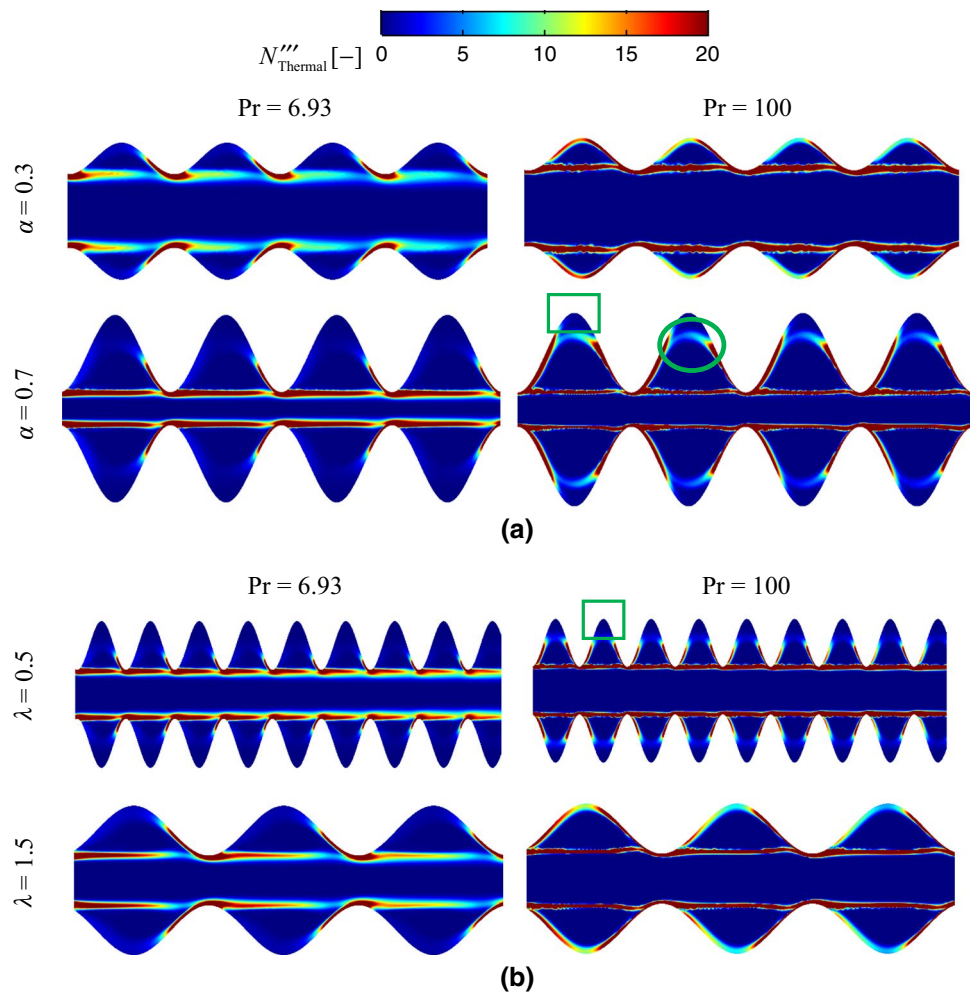 N‴Thermal [−] 0 5 10 15 20
Pr = 6.93 Pr = 100
α = 0.3
α = 0.7
(a)
Pr = 6.93 Pr = 100
λ = 0.5
λ = 1.5
(b)